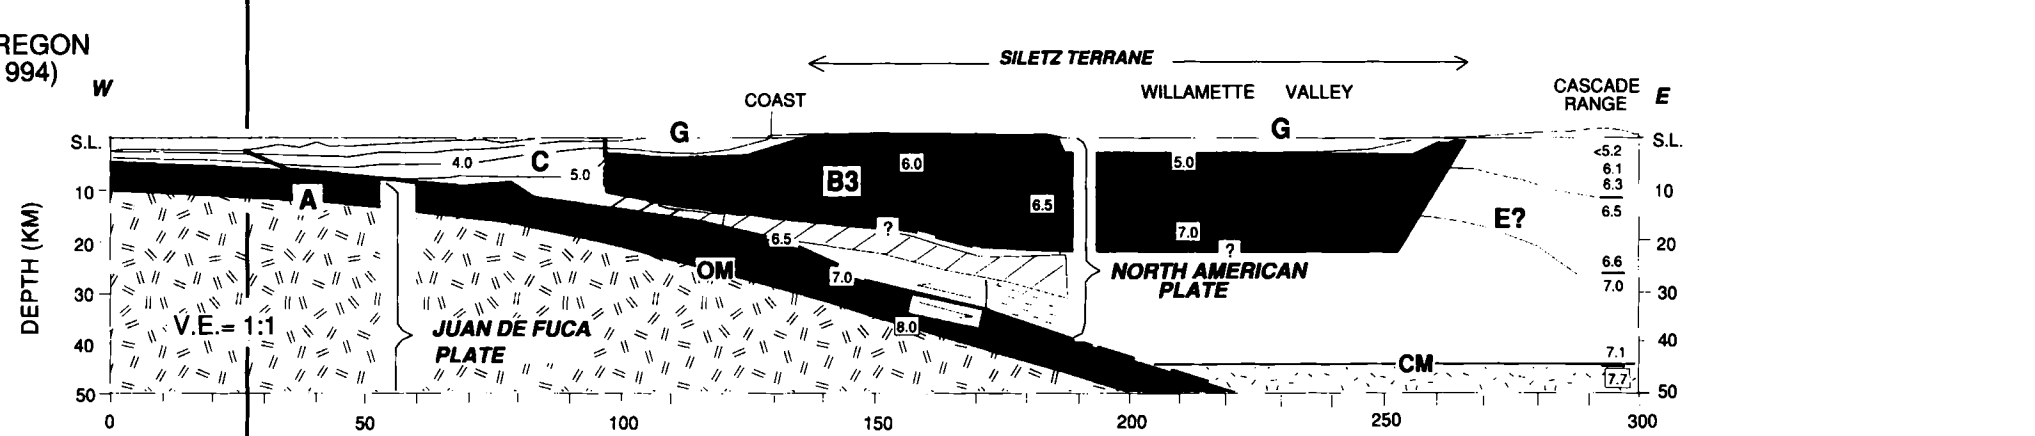 REGON
994)
W
SILETZ TERRANE
COAST
WILLAMETTE VALLEY
CASCADE
RANGE
E
S.L.
G
G
S.L.
4.0
C
5.0
6.0
5.0
<5.2
6.1
6.3
6.5
B3
10
A
6.5
10
E?
DEPTH (KM)
20
6.5
?
7.0
?
20
OM
7.0
NORTH AMERICAN
PLATE
6.6
7.0
30
30
V.E.= 1:1
JUAN DE FUCA
PLATE
8.0
40
40
CM
7.1
7.7
50
50
0 50 100 150 200 250 300